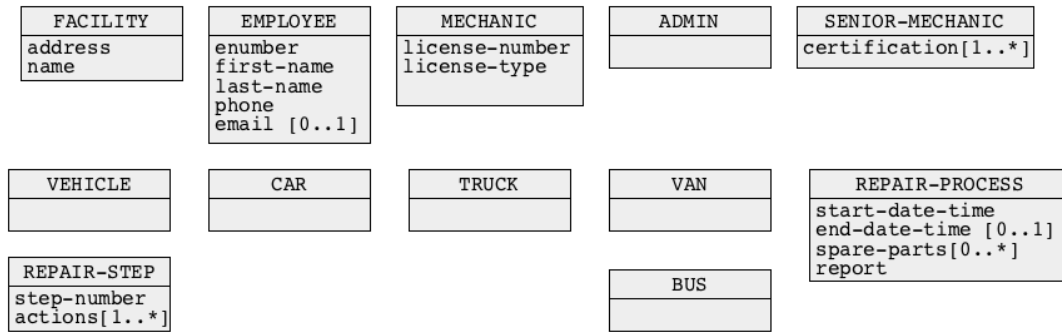 FACILITY
address
name
EMPLOYEE
enumber
first-name
last-name
phone
email [0..1]
MECHANIC
license-number
license-type
ADMIN
SENIOR-MECHANIC
certification[1..*]
VEHICLE
CAR
TRUCK
VAN
REPAIR-PROCESS
start-date-time
end-date-time [0..1]
spare-parts[0..*]
report
REPAIR-STEP
step-number
actions[1..*]
BUS